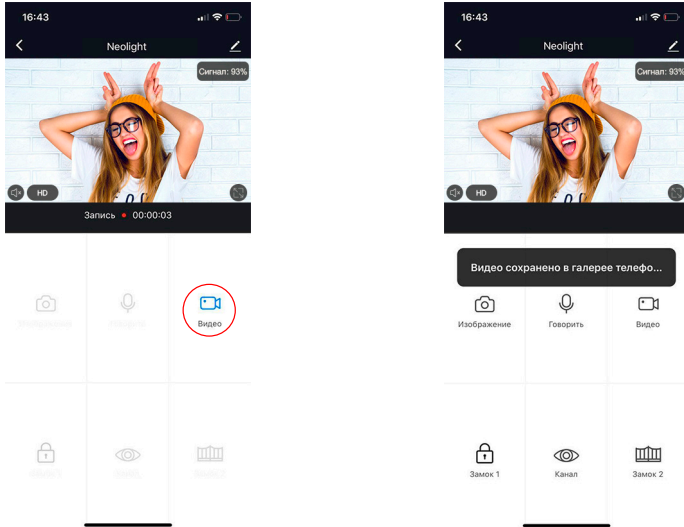 16:43
Neolight
Сигнал: 93%
HD
Запись 00:00:03
Видео
16:43
Neolight
Сигнал: 93%
HD
Видео сохранено в галерее телефо...
Изображение Говорить Видео
Замок 1 Канал Замок 2